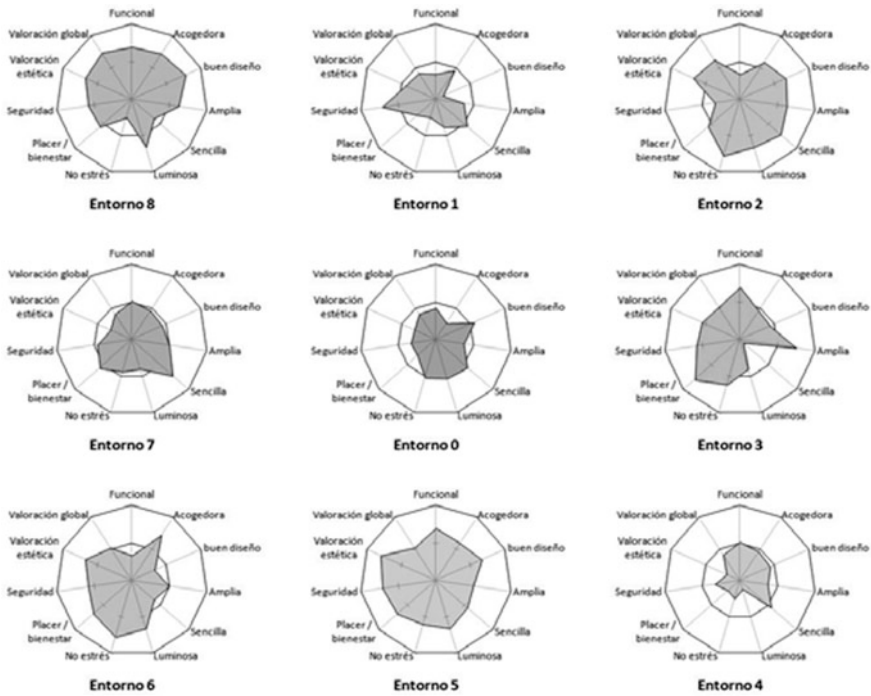 Funcional
Valoración global
Acogedora
Valoración
estética
buen diseño
Seguridad
Amplia
Placer /
bienestar
Sencilla
No estrés
Luminosa
Entorno 8
Funcional
Valoración global
Acogedora
Valoración
estética
buen diseño
Seguridad
Amplia
Placer /
bienestar
Sencilla
No estrés
Luminosa
Entorno 1
Funcional
Valoración global
Acogedora
Valoración
estética
buen diseño
Seguridad
Amplia
Placer /
bienestar
Sencilla
No estrés
Luminosa
Entorno 2
Funcional
Valoración global
Acogedora
Valoración
estética
buen diseño
Seguridad
Amplia
Placer /
bienestar
Sencilla
No estrés
Luminosa
Entorno 7
Funcional
Valoración global
Acogedora
Valoración
estética
buen diseño
Seguridad
Amplia
Placer /
bienestar
Sencilla
No estrés
Luminosa
Entorno 0
Funcional
Valoración global
Acogedora
Valoración
estética
buen diseño
Seguridad
Amplia
Placer /
bienestar
Sencilla
No estrés
Luminosa
Entorno 3
Funcional
Valoración global
Acogedora
Valoración
estética
buen diseño
Seguridad
Amplia
Placer /
bienestar
Sencilla
No estrés
Luminosa
Entorno 6
Funcional
Valoración global
Acogedora
Valoración
estética
buen diseño
Seguridad
Amplia
Placer /
bienestar
Sencilla
No estrés
Luminosa
Entorno 5
Funcional
Valoración global
Acogedora
Valoración
estética
buen diseño
Seguridad
Amplia
Placer /
bienestar
Sencilla
No estrés
Luminosa
Entorno 4